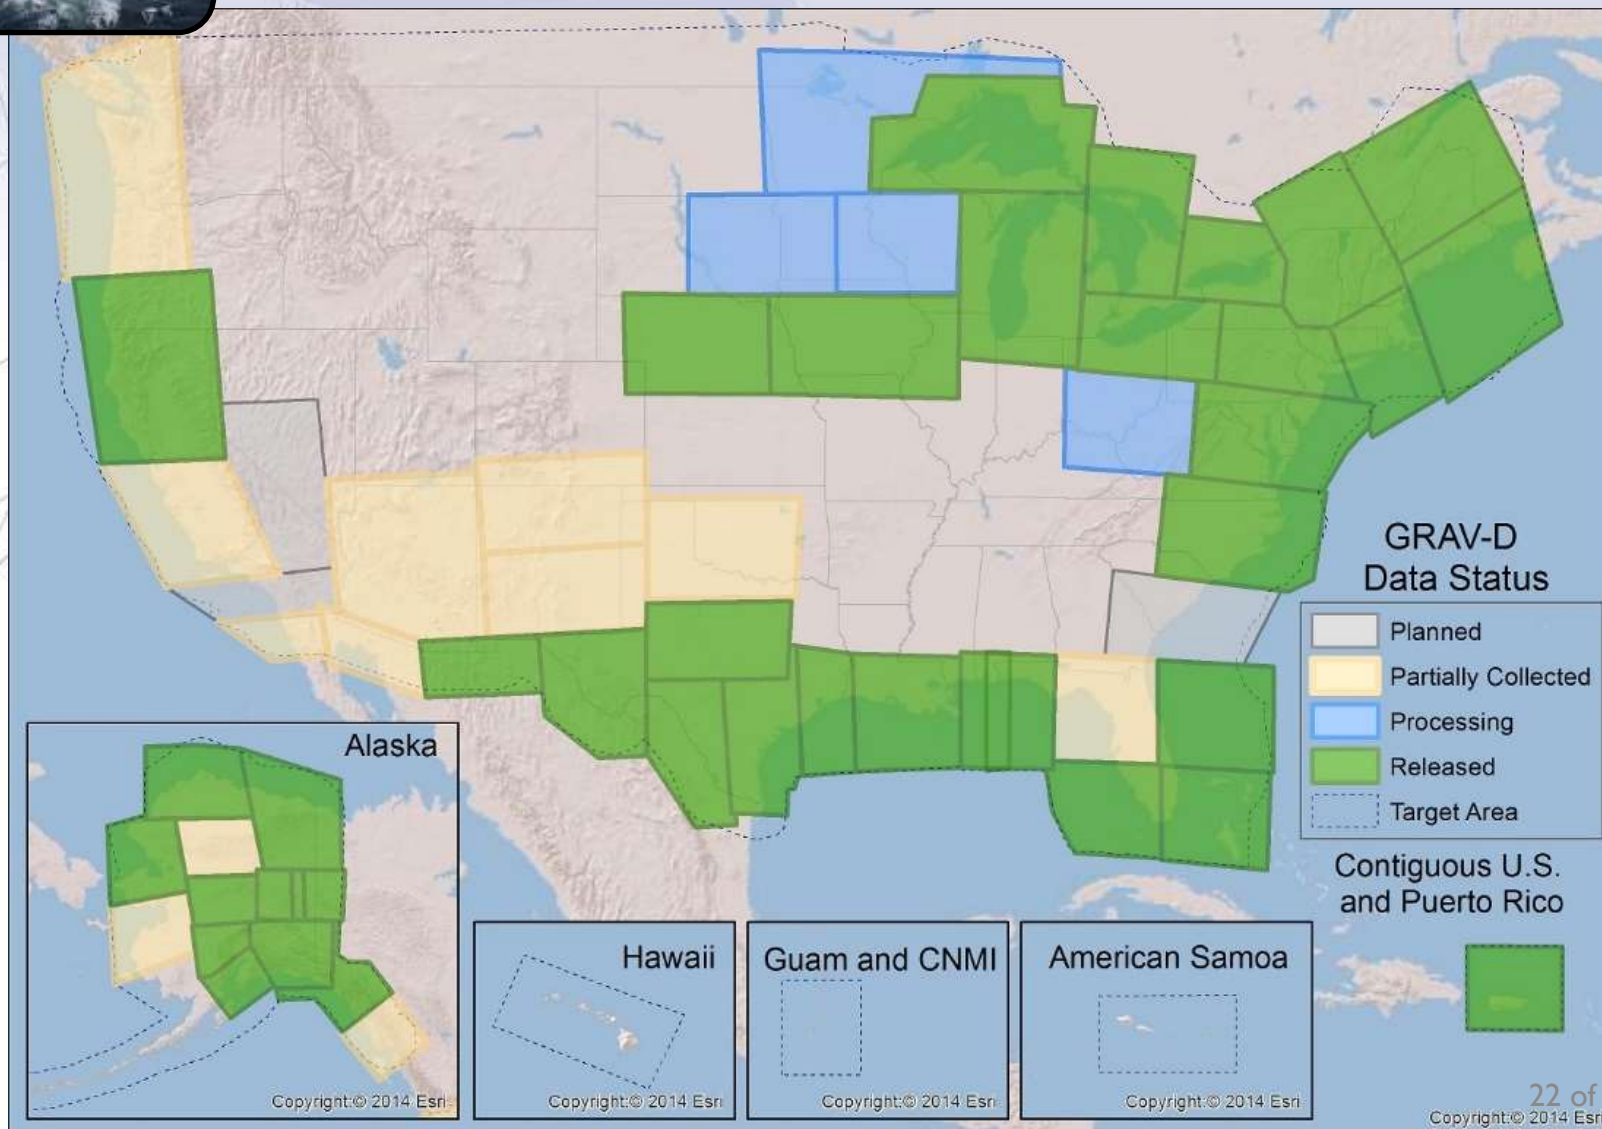 GRAV-D
Data Status
Planned
Partially Collected
Processing
Released
Target Area
Contiguous U.S.
and Puerto Rico
Alaska
Copyright:© 2014 Esri
Hawaii
Copyright:© 2014 Esri
Guam and CNMI
Copyright:© 2014 Esri
American Samoa
Copyright:© 2014 Esri
22 of
Copyright:© 2014 Esri